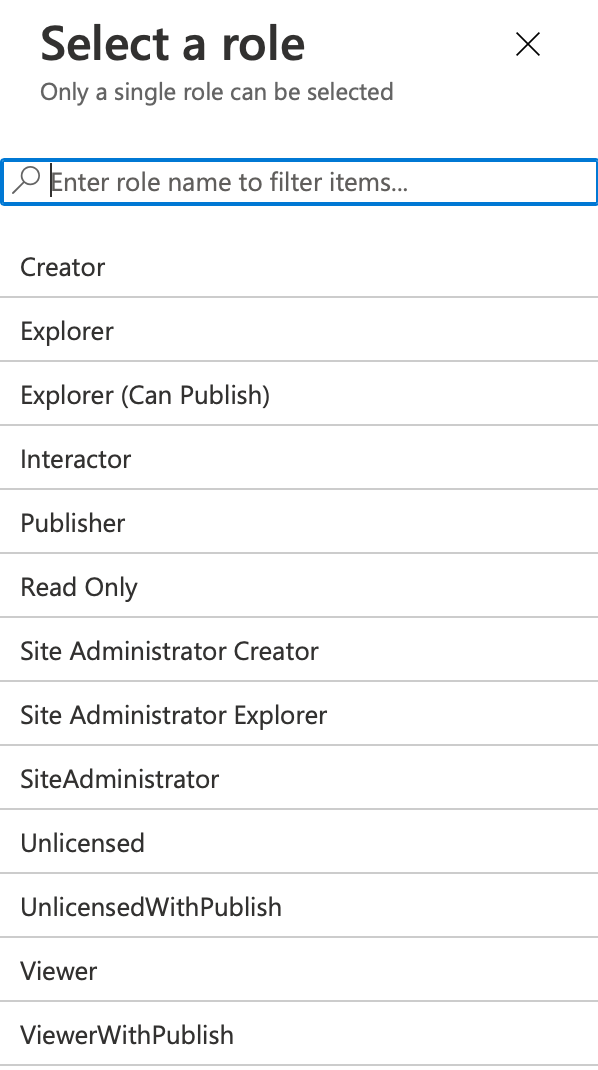 Select a role
Only a single role can be selected
Enter role name to filter items...
Creator
Explorer
Explorer (Can Publish)
Interactor
Publisher
Read Only
Site Administrator Creator
Site Administrator Explorer
SiteAdministrator
Unlicensed
UnlicensedWithPublish
Viewer
ViewerWithPublish